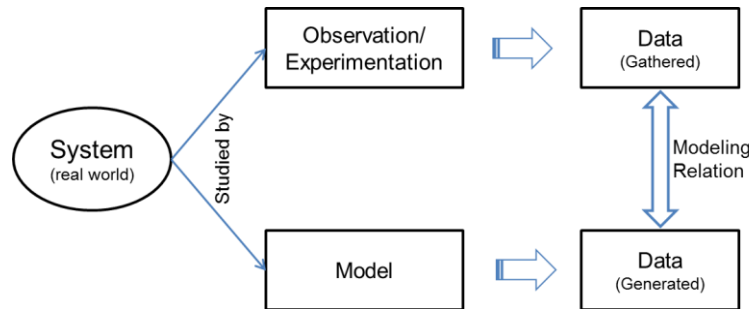 Observation/
Experimentation
Data
(Gathered)
System
(real world)
Studied by
Modeling
Relation
Model
Data
(Generated)